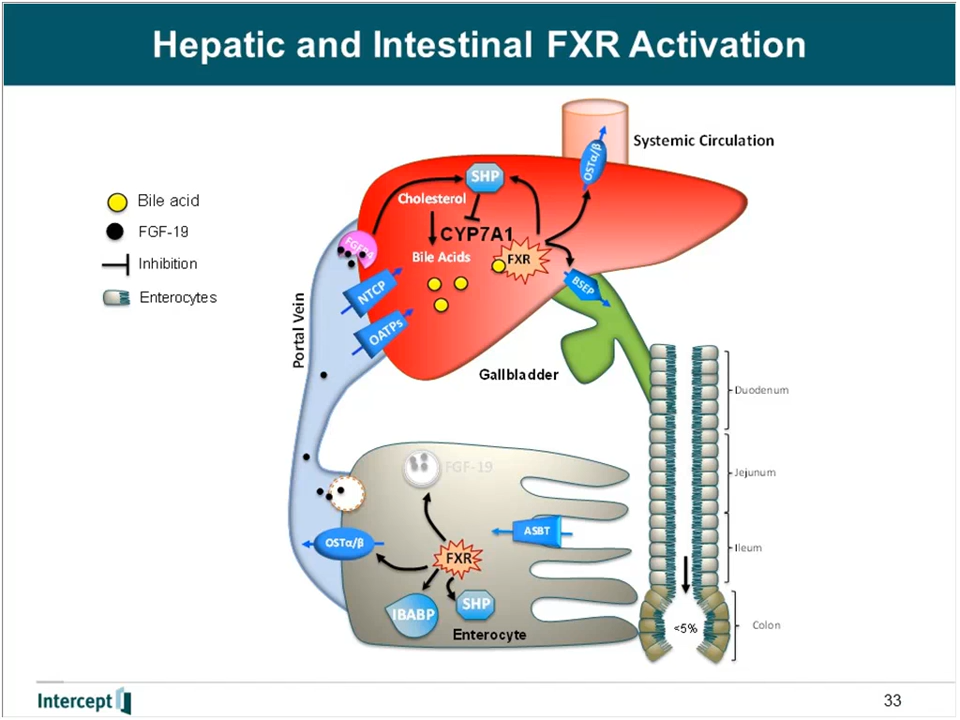 Hepatic and Intestinal FXR Activation
Systemic Circulation
OSTα/β
SHP
Cholesterol
CYP7A1
Bile Acids
FXR
BSEP
FGFR4
NTCP
OATPs
Portal Vein
Bile acid
FGF-19
Inhibition
Enterocytes
Gallbladder
Duodenum
Jejunum
Ileum
Colon
<5%
FGF-19
ASBT
OSTα/β
FXR
IBABP
SHP
Enterocyte
Intercept
33